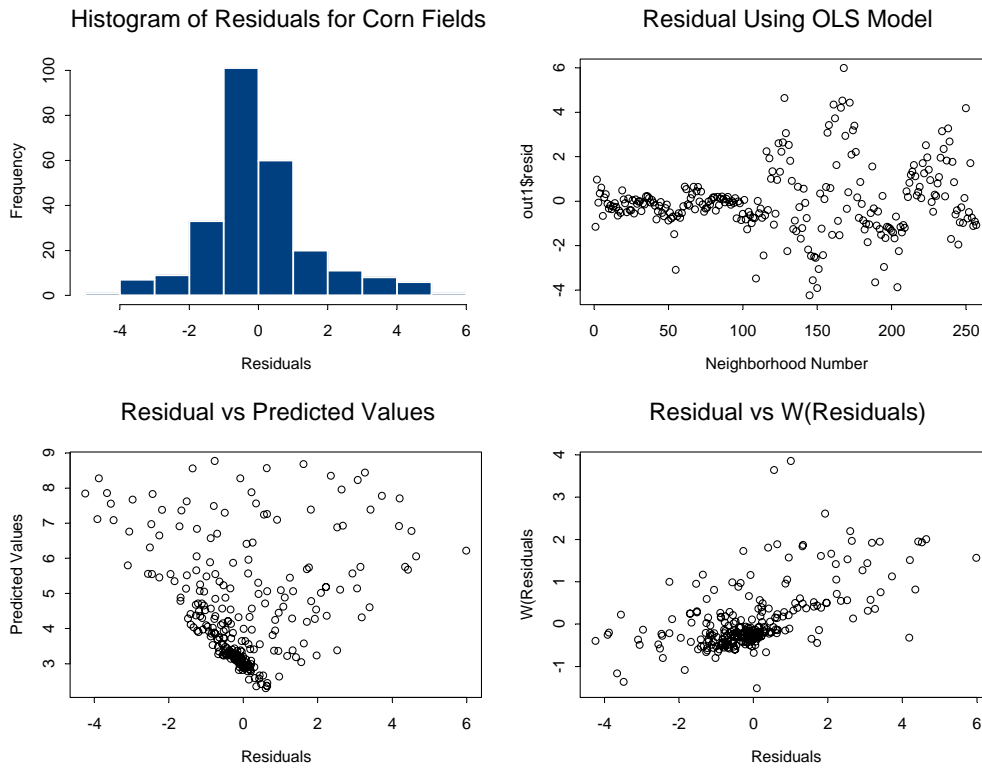 Histogram of Residuals for Corn Fields
Frequency
0 20 40 60 80 100
-4 -2 0 2 4 6
Residuals
Residual Using OLS Model
out1$resid
-4 -2 0 2 4 6
0 50 100 150 200 250
Neighborhood Number
Residual vs Predicted Values
Predicted Values
3 4 5 6 7 8 9
-4 -2 0 2 4 6
Residuals
Residual vs W(Residuals)
W(Residuals
-1 0 1 2 3 4
-4 -2 0 2 4 6
Residuals